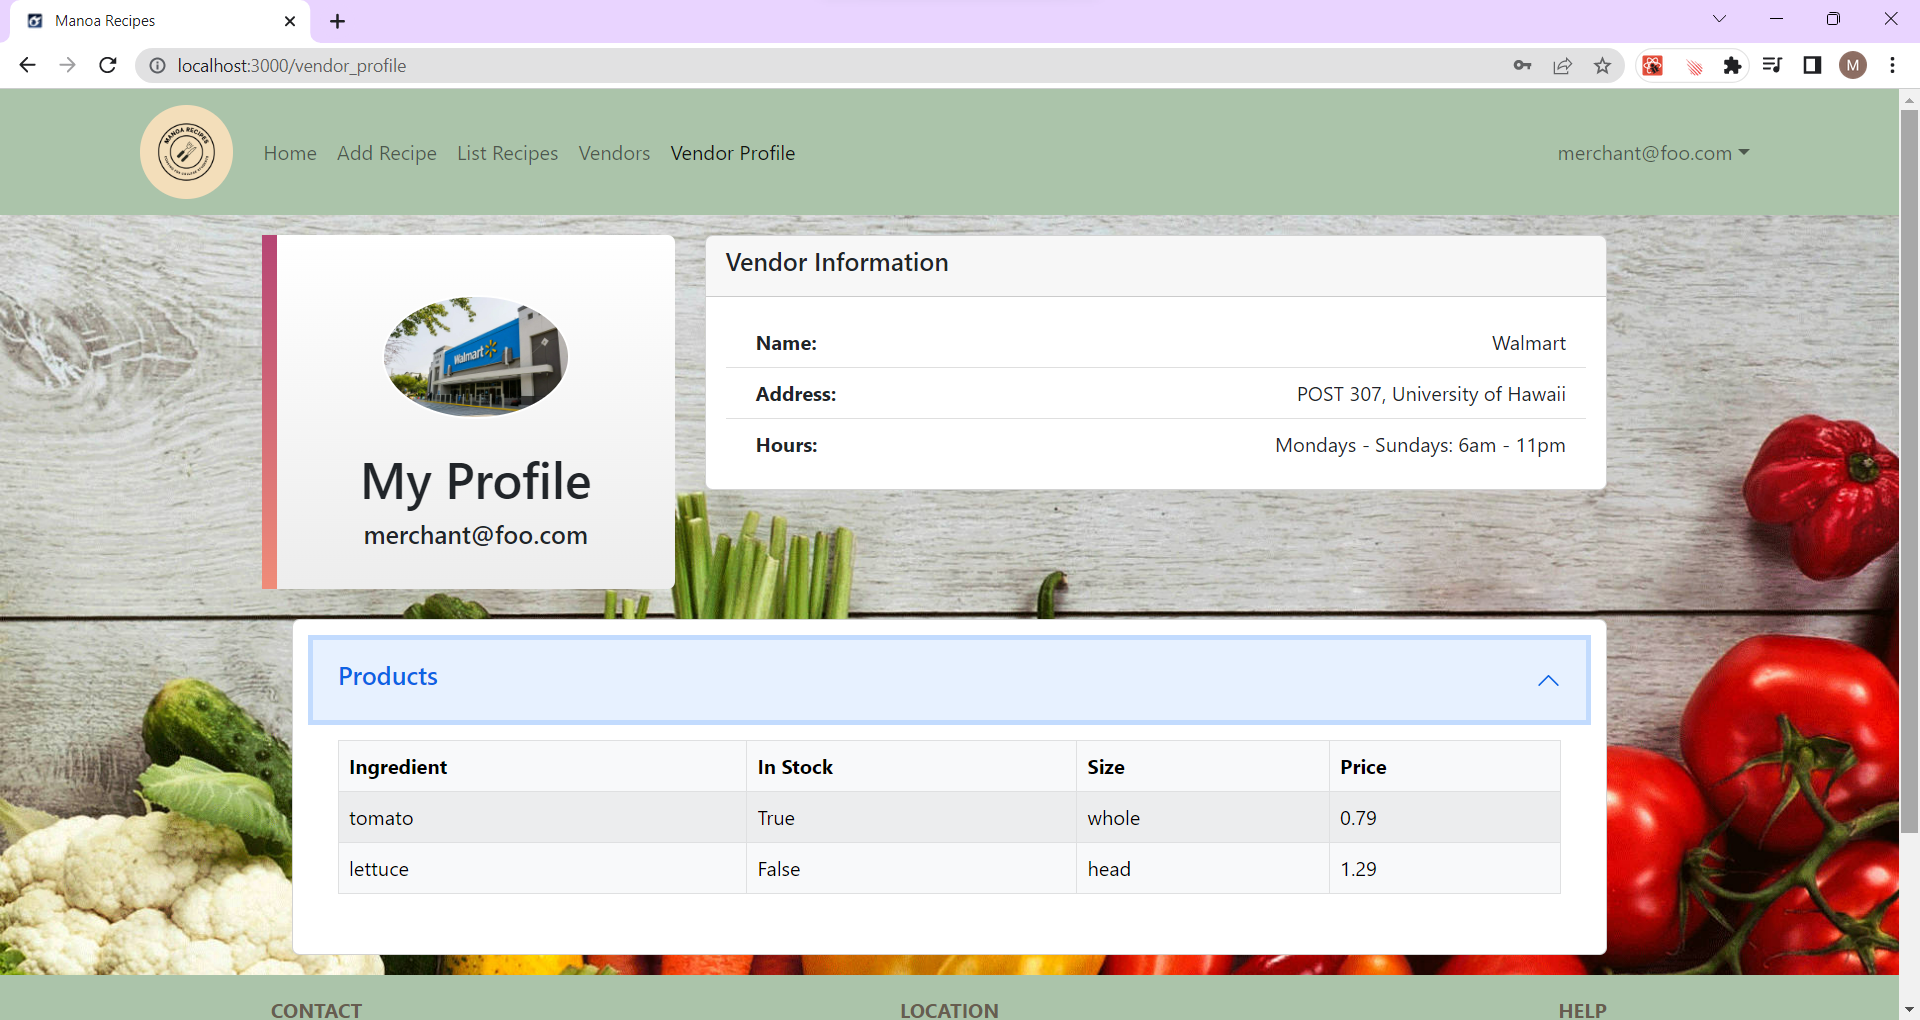 Manoa Recipes
localhost:3000/vendor_profile
M
MANOA RECIPES
Home Add Recipe List Recipes Vendors Vendor Profile merchant@foo.com
Walmart
My Profile
merchant@foo.com
Vendor Information
Name: Walmart
Address: POST 307, University of Hawaii
Hours: Mondays - Sundays: 6am - 11pm
Products
Ingredient In Stock Size Price
tomato True whole 0.79
lettuce False head 1.29
CONTACT LOCATION HELP